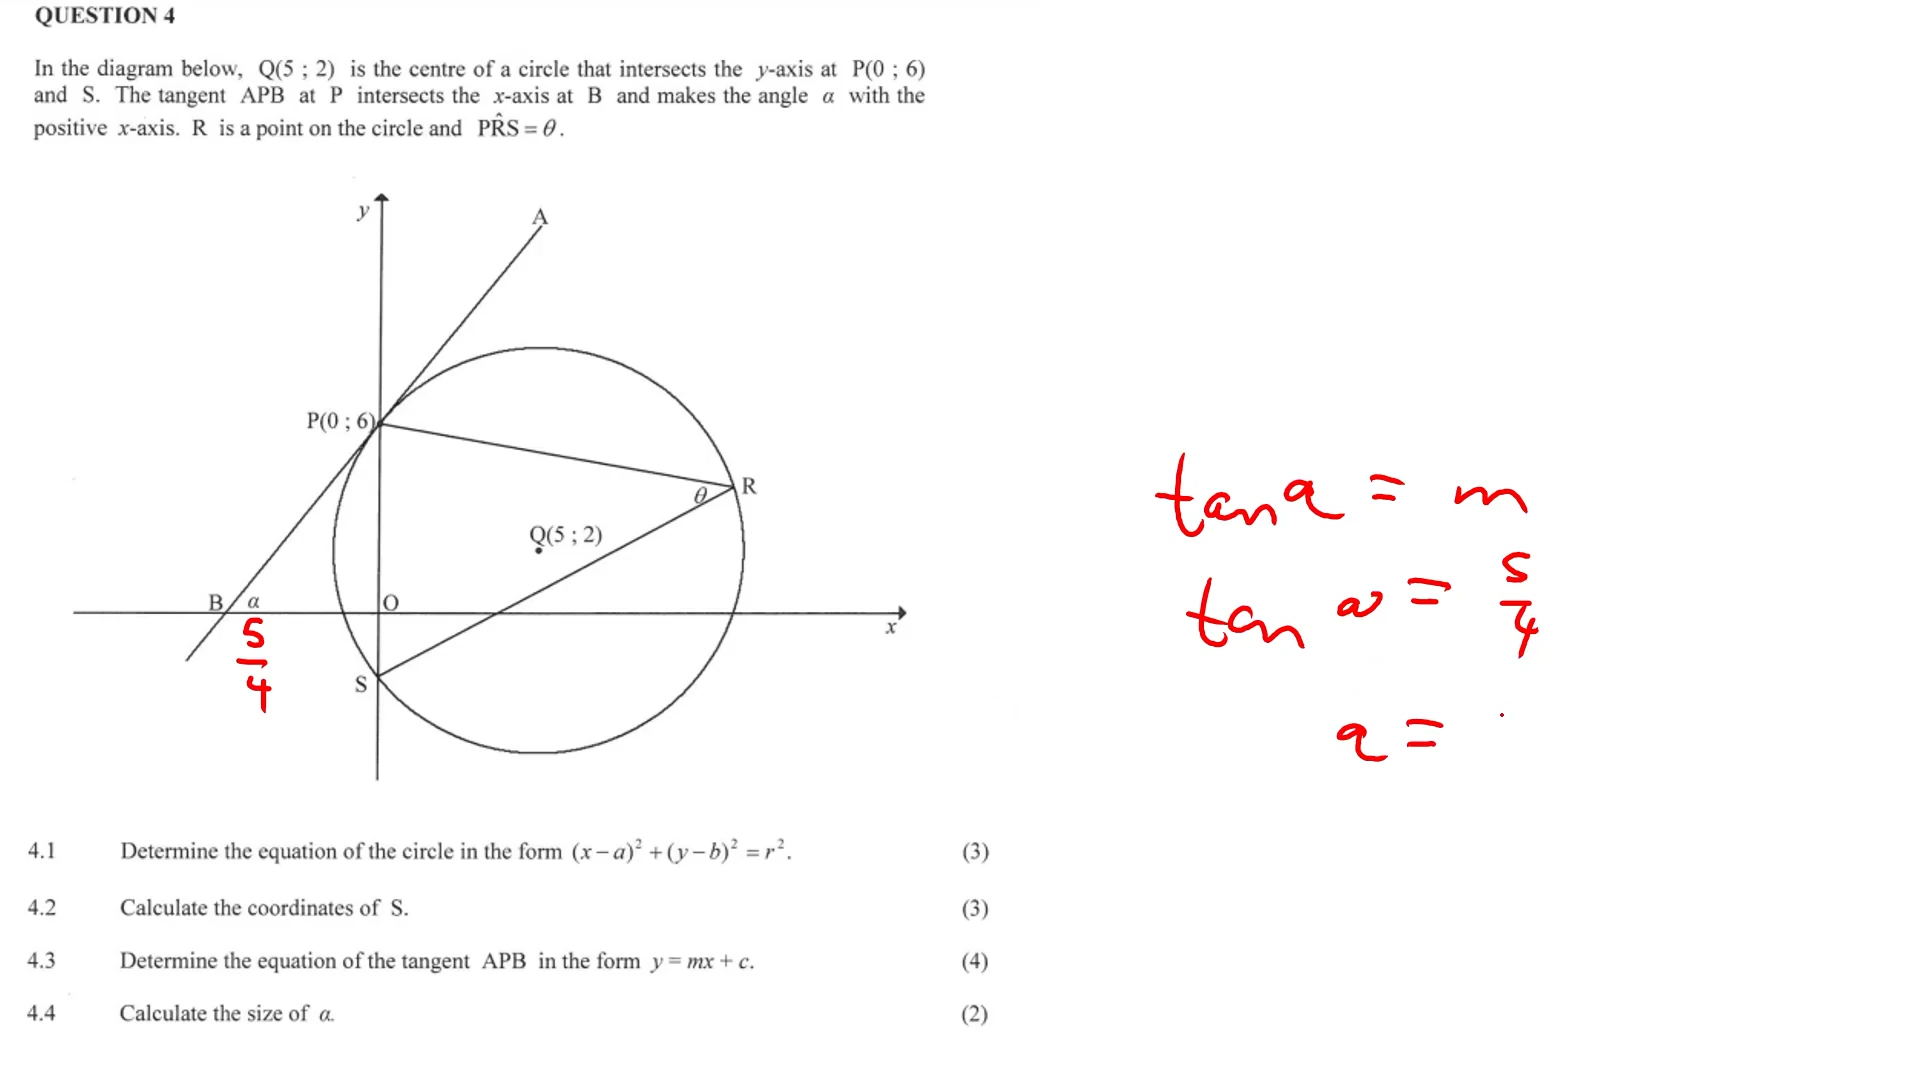 QUESTION 4
In the diagram below, Q(5 ; 2) is the centre of a circle that intersects the y-axis at P(0 ; 6)
and S. The tangent APB at P intersects the x-axis at B and makes the angle α with the
positive x-axis. R is a point on the circle and PR̂S = θ.
y
A
P(0 ; 6)
R
θ
Q(5 ; 2)
B
α
O
x
5/4
S
tan α = m
tan α = 5/4
α =
4.1 Determine the equation of the circle in the form (x − a)² + (y − b)² = r². (3)
4.2 Calculate the coordinates of S. (3)
4.3 Determine the equation of the tangent APB in the form y = mx + c. (4)
4.4 Calculate the size of α. (2)